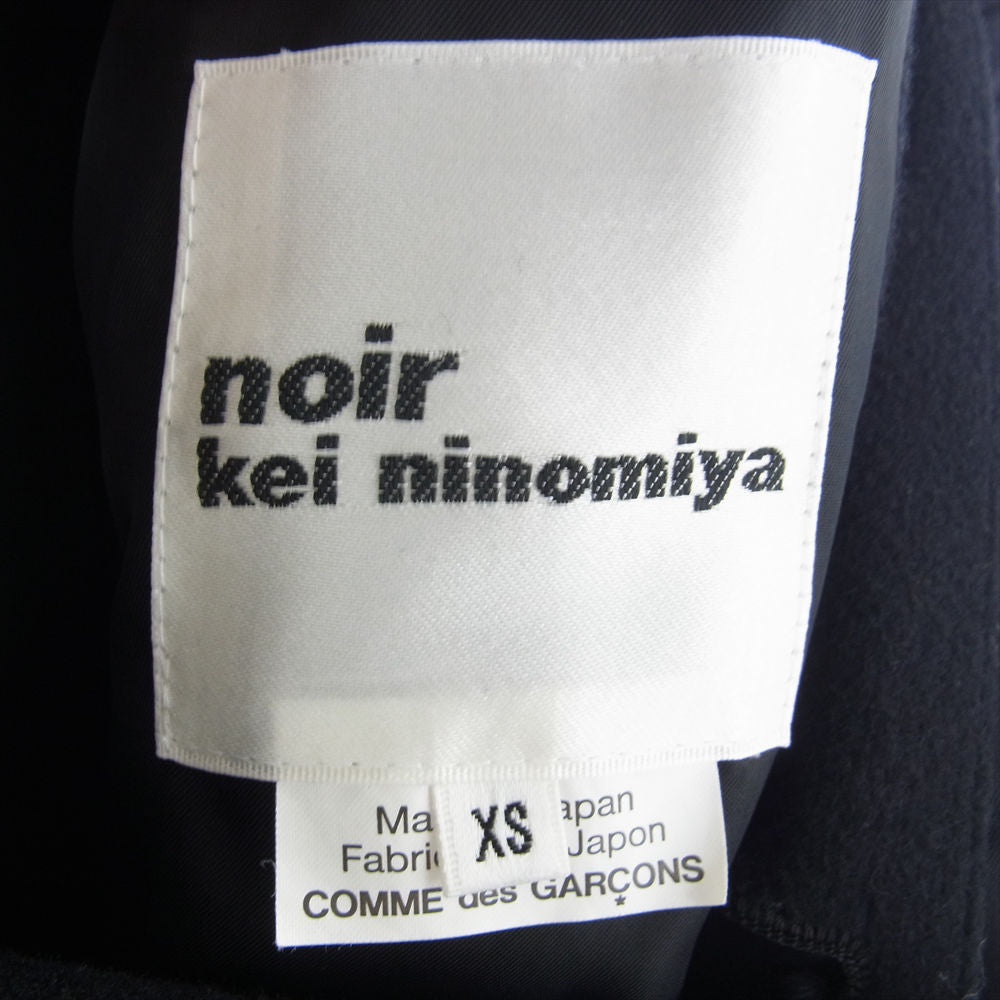 noir
kei ninomiya
XS
Ma apan
Fabri Japon
COMME des GARÇONS
*